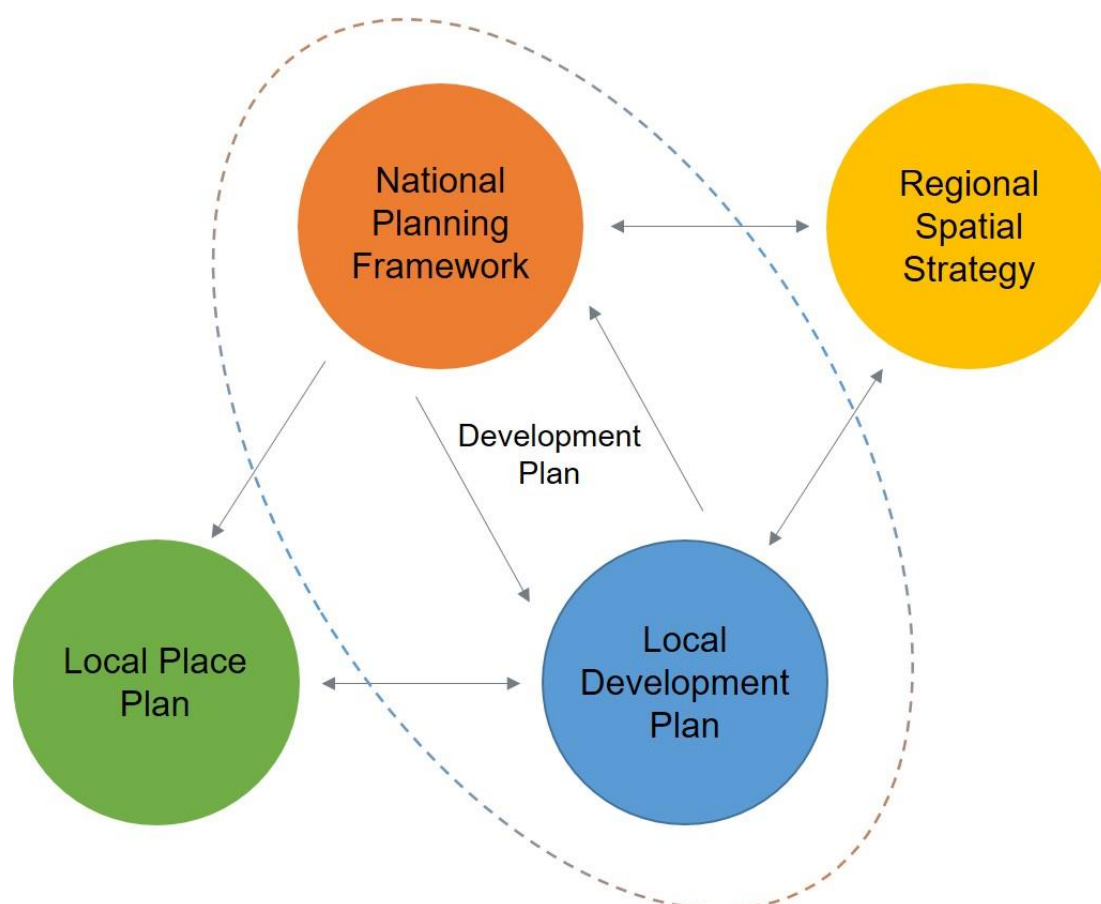 National
Planning
Framework
Regional
Spatial
Strategy
Development
Plan
Local Place
Plan
Local
Development
Plan